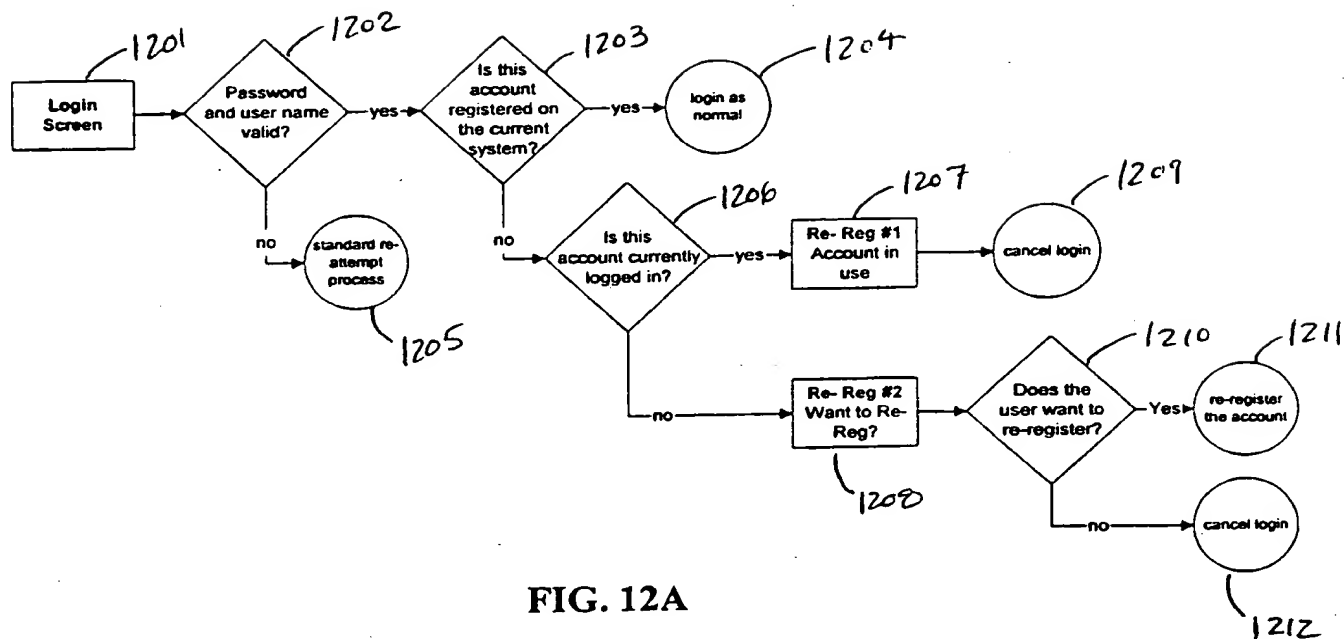 1201
Login
Screen
1202
Password
and user name
valid?
yes
1203
Is this
account
registered on
the current
system?
yes
1204
login as
normal
no
standard re-
attempt
process
1205
no
1206
Is this
account currently
logged in?
yes
1207
Re- Reg #1
Account in
use
1209
cancel login
no
Re- Reg #2
Want to Re-
Reg?
1208
1210
Does the
user want to
re-register?
Yes
1211
re-register
the account
no
cancel login
1212
FIG. 12A